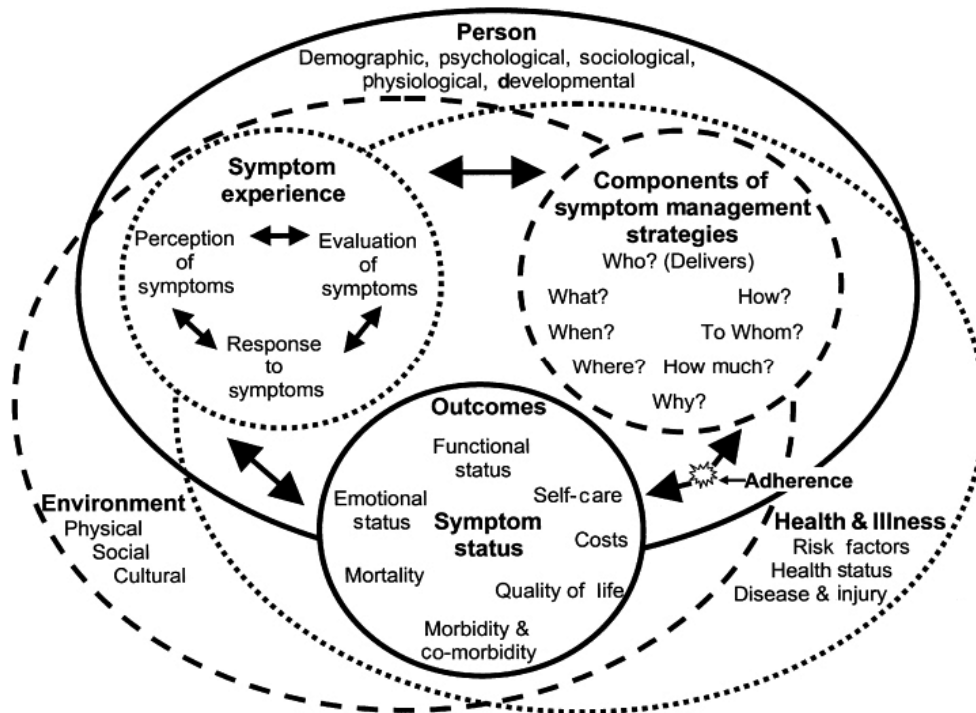 Person
Demographic, psychological, sociological,
physiological, developmental
Symptom
experience
Perception
of
symptoms
Evaluation
of
symptoms
Response
to
symptoms
Components of
symptom management
strategies
Who? (Delivers)
What?
How?
When?
To Whom?
Where?
How much?
Why?
Outcomes
Functional
status
Emotional
status
Self-care
Symptom
status
Costs
Mortality
Quality of life
Morbidity &
co-morbidity
Adherence
Environment
Physical
Social
Cultural
Health & Illness
Risk factors
Health status
Disease & injury